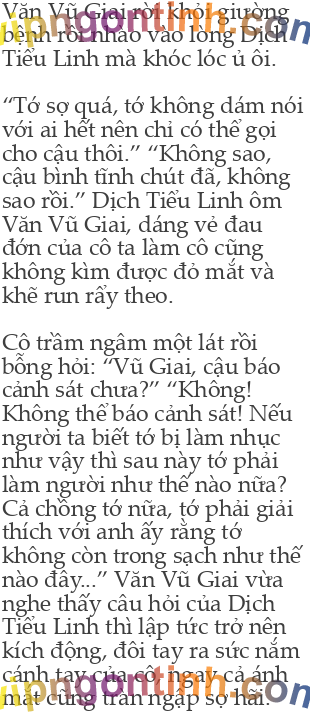 Văn Vũ Giai rời khỏi giường
bệnh rồi nhào vào lòng Dịch
Tiểu Linh mà khóc lóc ủ ôi.
“Tớ sợ quá, tớ không dám nói
với ai hết nên chỉ có thể gọi
cho cậu thôi.” “Không sao,
cậu bình tĩnh chút đã, không
sao rồi.” Dịch Tiểu Linh ôm
Văn Vũ Giai, dáng vẻ đau
đớn của cô ta làm cô cũng
không kìm được đỏ mắt và
khẽ run rẩy theo.
Cô trầm ngâm một lát rồi
bỗng hỏi: “Vũ Giai, cậu báo
cảnh sát chưa?” “Không!
Không thể báo cảnh sát! Nếu
người ta biết tớ bị làm nhục
như vậy thì sau này tớ phải
làm người như thế nào nữa?
Cả chồng tớ nữa, tớ phải giải
thích với anh ấy rằng tớ
không còn trong sạch như thế
nào đây...” Văn Vũ Giai vừa
nghe thấy câu hỏi của Dịch
Tiểu Linh thì lập tức trở nên
kích động, đôi tay ra sức nắm
cánh tay của cô, ngay cả ánh
mắt cũng tràn ngập sợ hãi.
vipngontinh.com